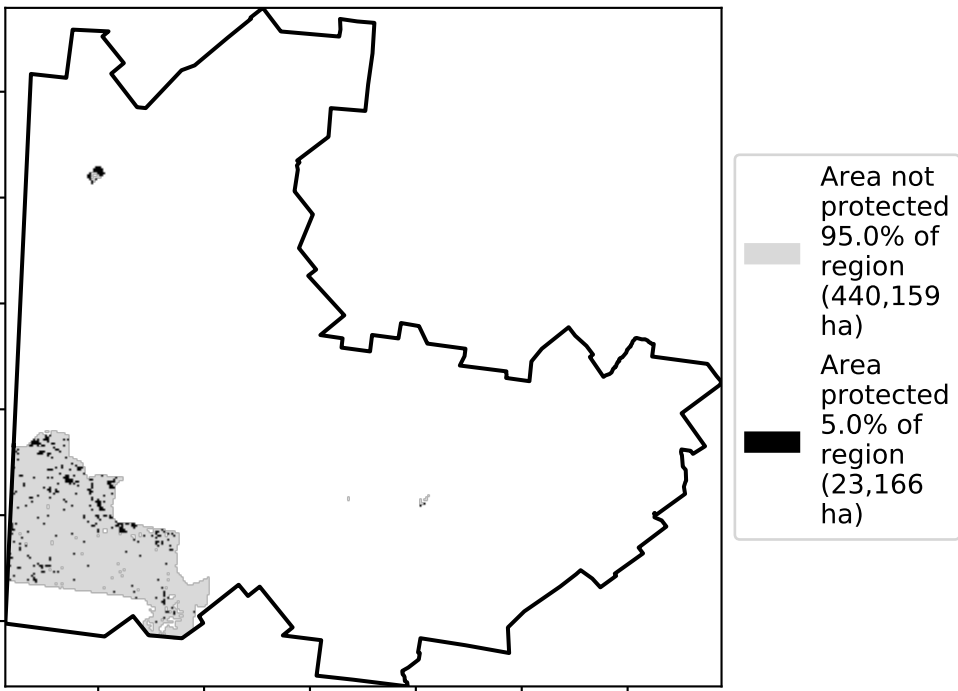 Area not
protected
95.0% of
region
(440,159
ha)
Area
protected
5.0% of
region
(23,166
ha)